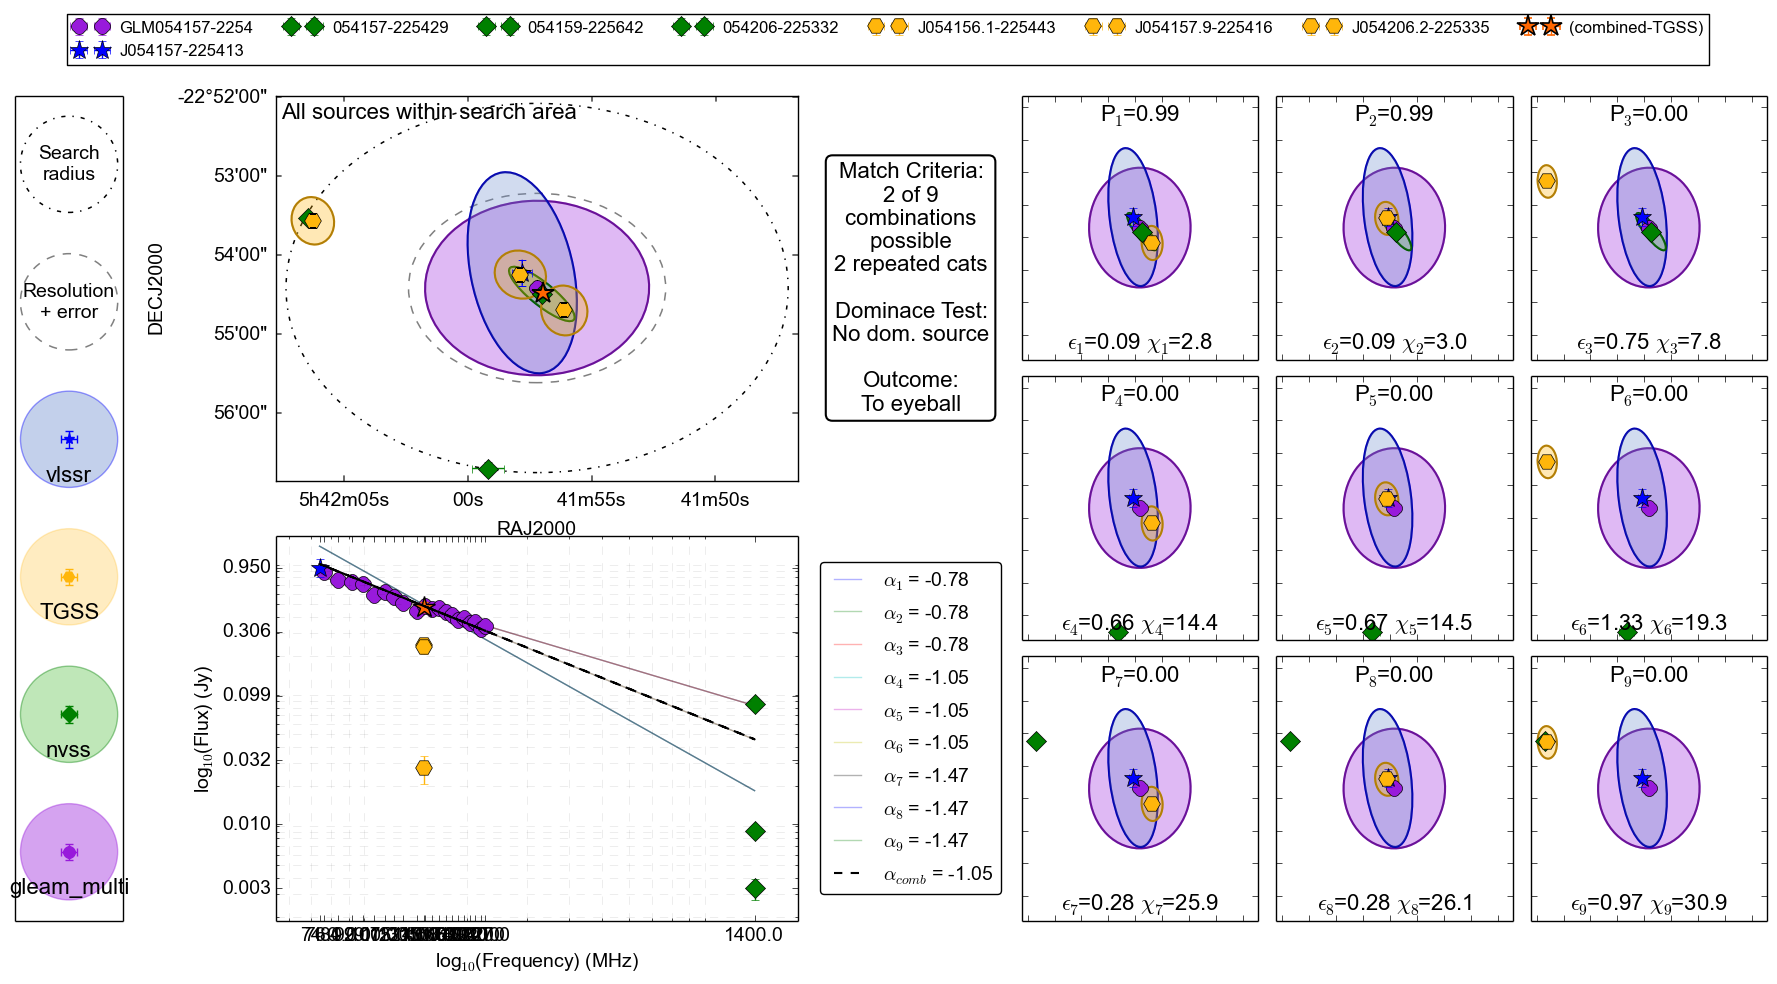 GLM054157-2254 054157-225429 054159-225642 054206-225332 J054156.1-225443 J054157.9-225416 J054206.2-225335 (combined-TGSS)
J054157-225413
Search
radius
Resolution
+ error
vlssr
TGSS
nvss
gleam_multi
All sources within search area
DECJ2000
-22°52'00"
53'00"
54'00"
55'00"
56'00"
5h42m05s 00s 41m55s 41m50s
RAJ2000
Match Criteria:
2 of 9
combinations
possible
2 repeated cats
Dominace Test:
No dom. source
Outcome:
To eyeball
log10(Flux) (Jy)
0.950
0.306
0.099
0.032
0.010
0.003
1400.0
log10(Frequency) (MHz)
α1 = -0.78
α2 = -0.78
α3 = -0.78
α4 = -1.05
α5 = -1.05
α6 = -1.05
α7 = -1.47
α8 = -1.47
α9 = -1.47
αcomb = -1.05
P1=0.99
ϵ1=0.09 χ1=2.8
P2=0.99
ϵ2=0.09 χ2=3.0
P3=0.00
ϵ3=0.75 χ3=7.8
P4=0.00
ϵ4=0.66 χ4=14.4
P5=0.00
ϵ5=0.67 χ5=14.5
P6=0.00
ϵ6=1.33 χ6=19.3
P7=0.00
ϵ7=0.28 χ7=25.9
P8=0.00
ϵ8=0.28 χ8=26.1
P9=0.00
ϵ9=0.97 χ9=30.9